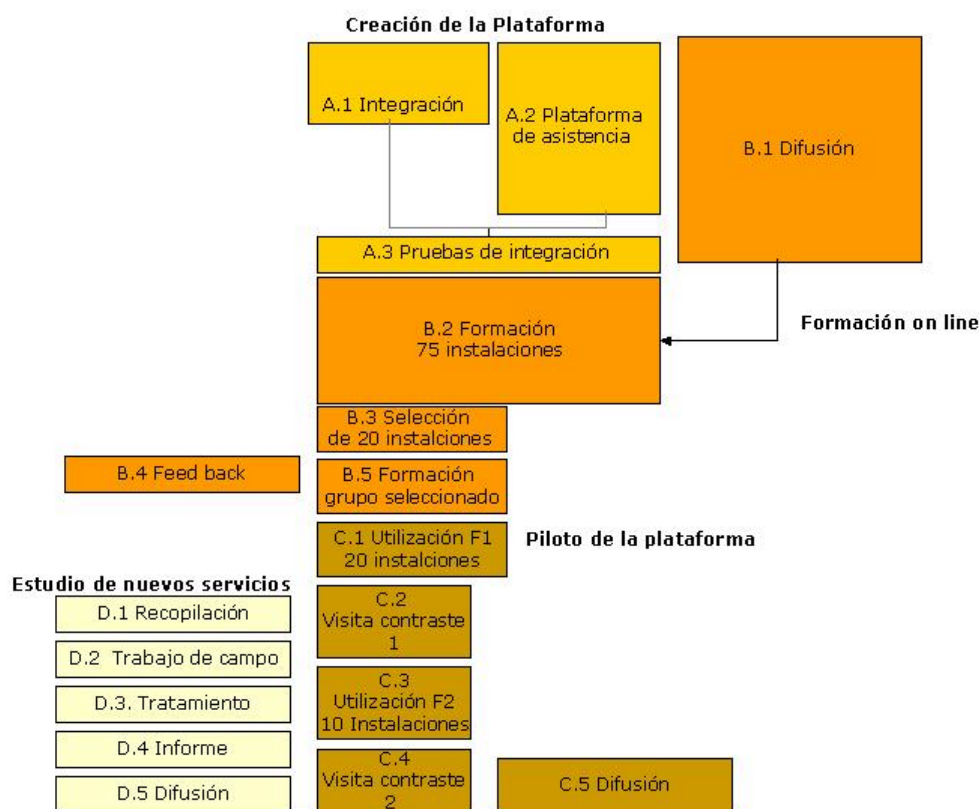 Creación de la Plataforma
A.1 Integración
A.2 Plataforma
de asistencia
B.1 Difusión
A.3 Pruebas de integración
B.2 Formación
75 instalaciones
Formación on line
B.3 Selección
de 20 instalciones
B.4 Feed back
B.5 Formación
grupo seleccionado
C.1 Utilización F1
20 instalciones
Piloto de la plataforma
Estudio de nuevos servicios
D.1 Recopilación
D.2 Trabajo de campo
D.3. Tratamiento
D.4 Informe
D.5 Difusión
C.2
Visita contraste
1
C.3
Utilización F2
10 Instalaciones
C.4
Visita contraste
2
C.5 Difusión